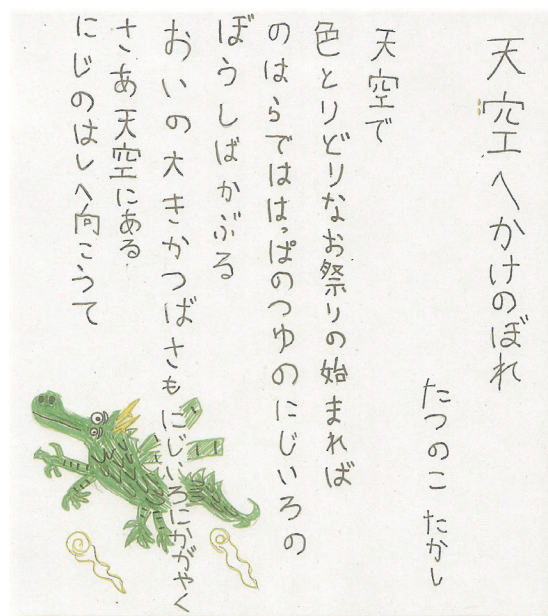 天空へかけのぼれ
たつのこ たかし
天空で
色とりどりなお祭りの始まれば
のはらでははっぱのつゆのにじいろの
ぼうしばかぶる
おいの大きかつばさもにじいろにかがやく
さあ天空にある
にじのはしへ向こうて